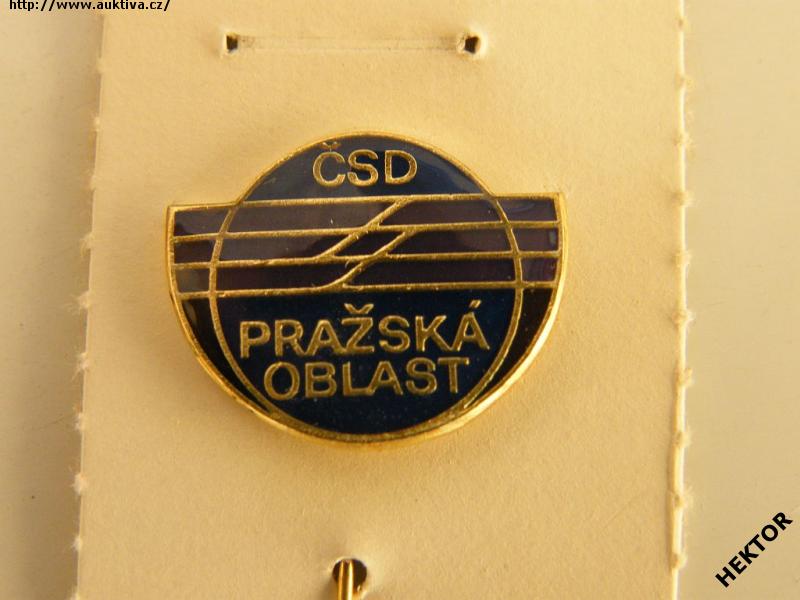 http://www.auktiva.cz/
ČSD
PRAŽSKÁ
OBLAST
HEKTOR